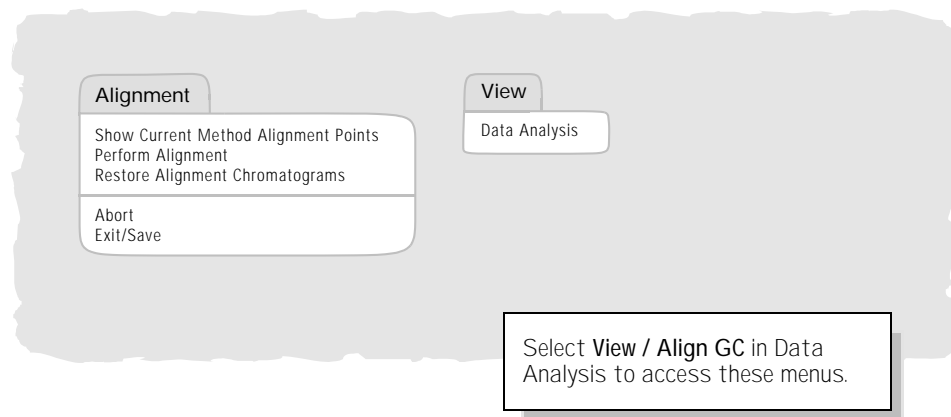 Alignment
Show Current Method Alignment Points
Perform Alignment
Restore Alignment Chromatograms
Abort
Exit/Save
View
Data Analysis
Select View / Align GC in Data
Analysis to access these menus.